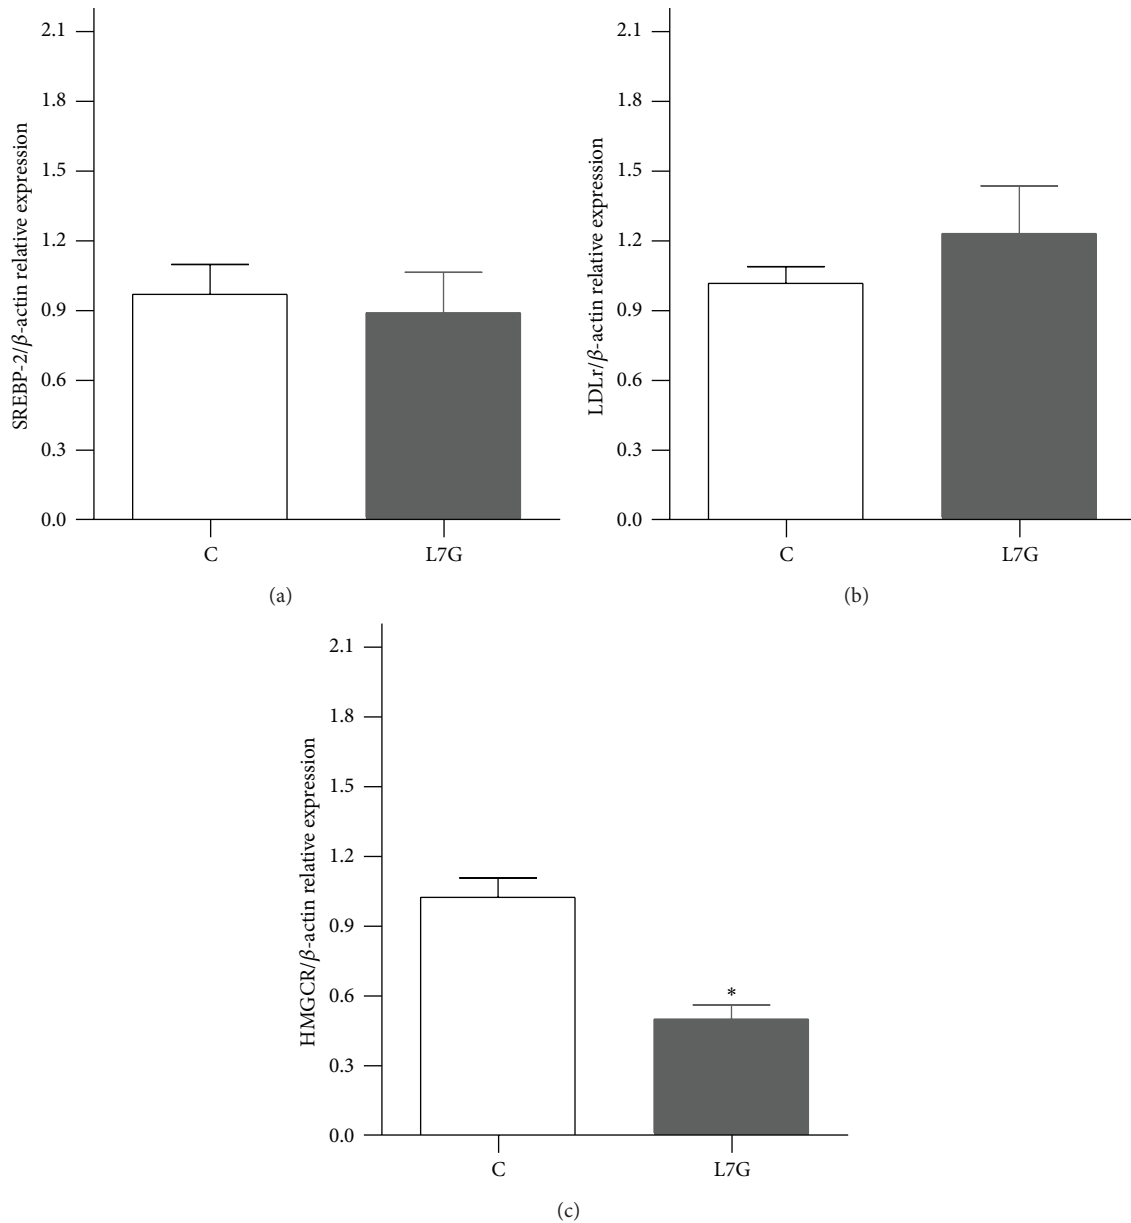 SREBP-2/β-actin relative expression
2.1
1.8
1.5
1.2
0.9
0.6
0.3
0.0
C
L7G
(a)
LDLr/β-actin relative expression
2.1
1.8
1.5
1.2
0.9
0.6
0.3
0.0
C
L7G
(b)
HMGCR/β-actin relative expression
2.1
1.8
1.5
1.2
0.9
0.6
0.3
0.0
*
C
L7G
(c)